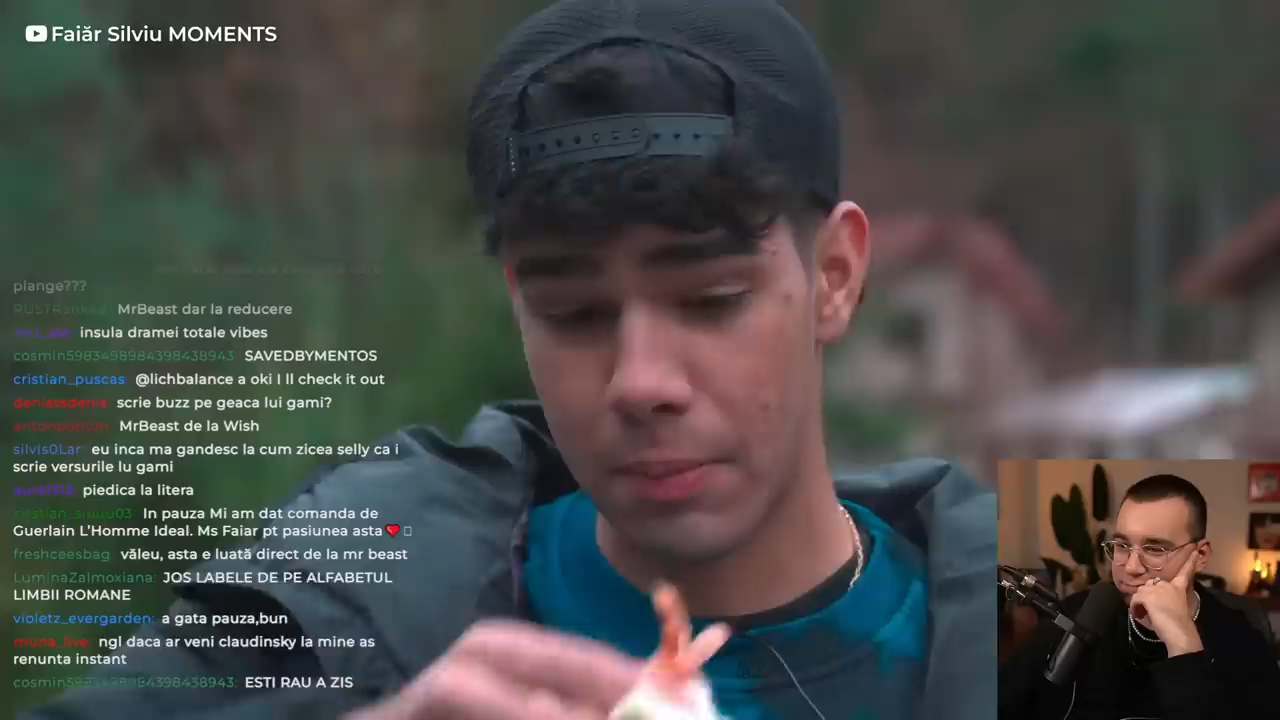 Faiăr Silviu MOMENTS
plange???
MrBeast dar la reducere
insula dramei totale vibes
cosmin5983498984398438943: SAVEDBYMENTOS
cristian_puscas @lichbalance a oki I ll check it out
deniassdenis scrie buzz pe geaca lui gami?
MrBeast de la Wish
silvIs0Lar eu inca ma gandesc la cum zicea selly ca i
scrie versurile lu gami
piedica la litera
In pauza Mi am dat comanda de
Guerlain L'Homme Ideal. Ms Faiar pt pasiunea asta
freshceesbag văleu, asta e luată direct de la mr beast
LuminaZalmoxiana: JOS LABELE DE PE ALFABETUL
LIMBII ROMANE
violetz_evergarden: a gata pauza,bun
muna_live: ngl daca ar veni claudinsky la mine as
renunta instant
ESTI RAU A ZIS